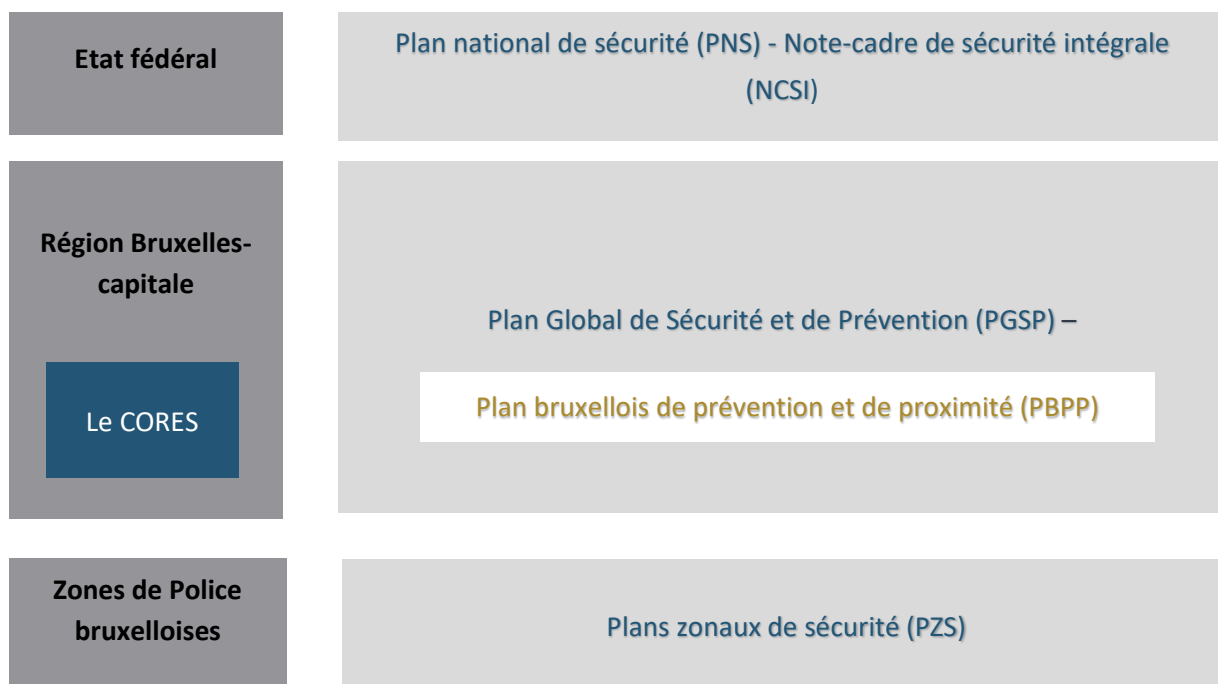 Etat fédéral
Plan national de sécurité (PNS) - Note-cadre de sécurité intégrale
(NCSI)
Région Bruxelles-
capitale
Le CORES
Plan Global de Sécurité et de Prévention (PGSP) –
Plan bruxellois de prévention et de proximité (PBPP)
Zones de Police
bruxelloises
Plans zonaux de sécurité (PZS)